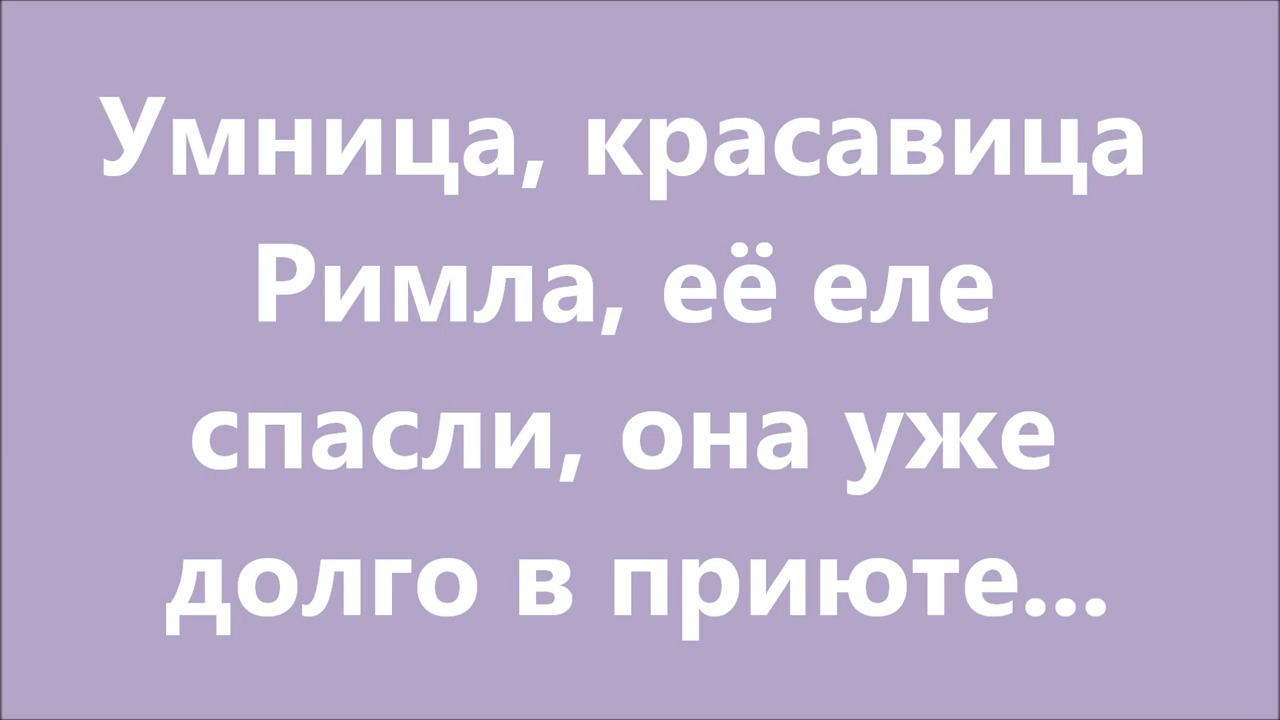 Умница, красавица
Римла, её еле
спасли, она уже
долго в приюте...